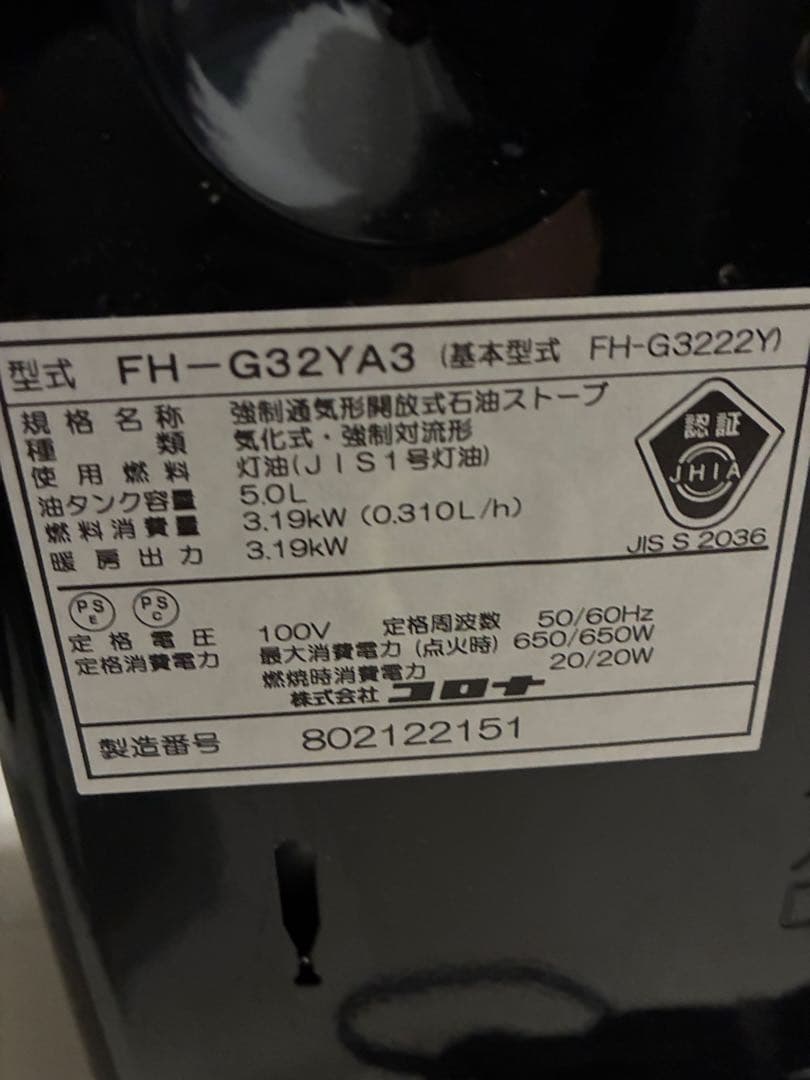 型式 FH-G32YA3 (基本型式 FH-G3222Y)
規格名称 強制通気形開放式石油ストーブ
種類 気化式・強制対流形
使用燃料 灯油(JIS1号灯油)
油タンク容量 5.0L
燃料消費量 3.19kW (0.310L/h)
暖房出力 3.19kW
認証
JHIA
JIS S 2036
PSE PSC
定格電圧 100V 定格周波数 50/60Hz
定格消費電力 最大消費電力 (点火時) 650/650W
燃焼時消費電力 20/20W
株式会社 コロナ
製造番号 802122151